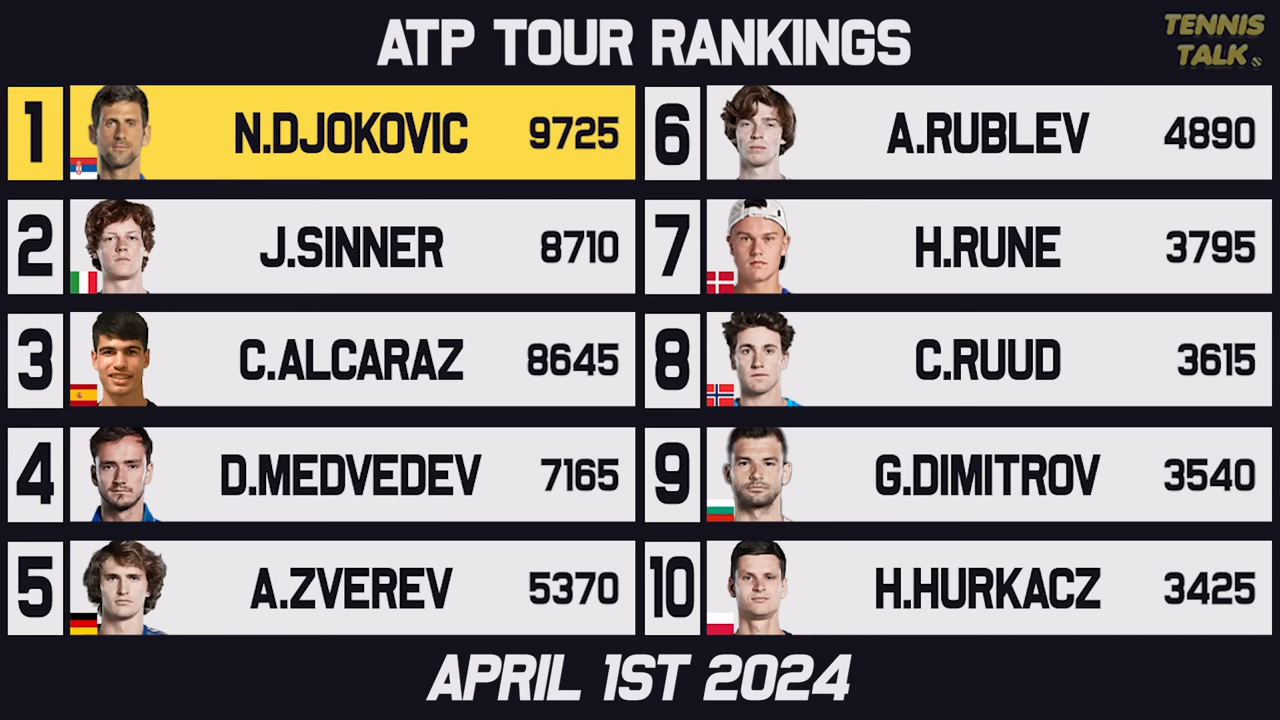 ATP TOUR RANKINGS
TENNIS
TALK
1 N.DJOKOVIC 9725
2 J.SINNER 8710
3 C.ALCARAZ 8645
4 D.MEDVEDEV 7165
5 A.ZVEREV 5370
6 A.RUBLEV 4890
7 H.RUNE 3795
8 C.RUUD 3615
9 G.DIMITROV 3540
10 H.HURKACZ 3425
APRIL 1ST 2024